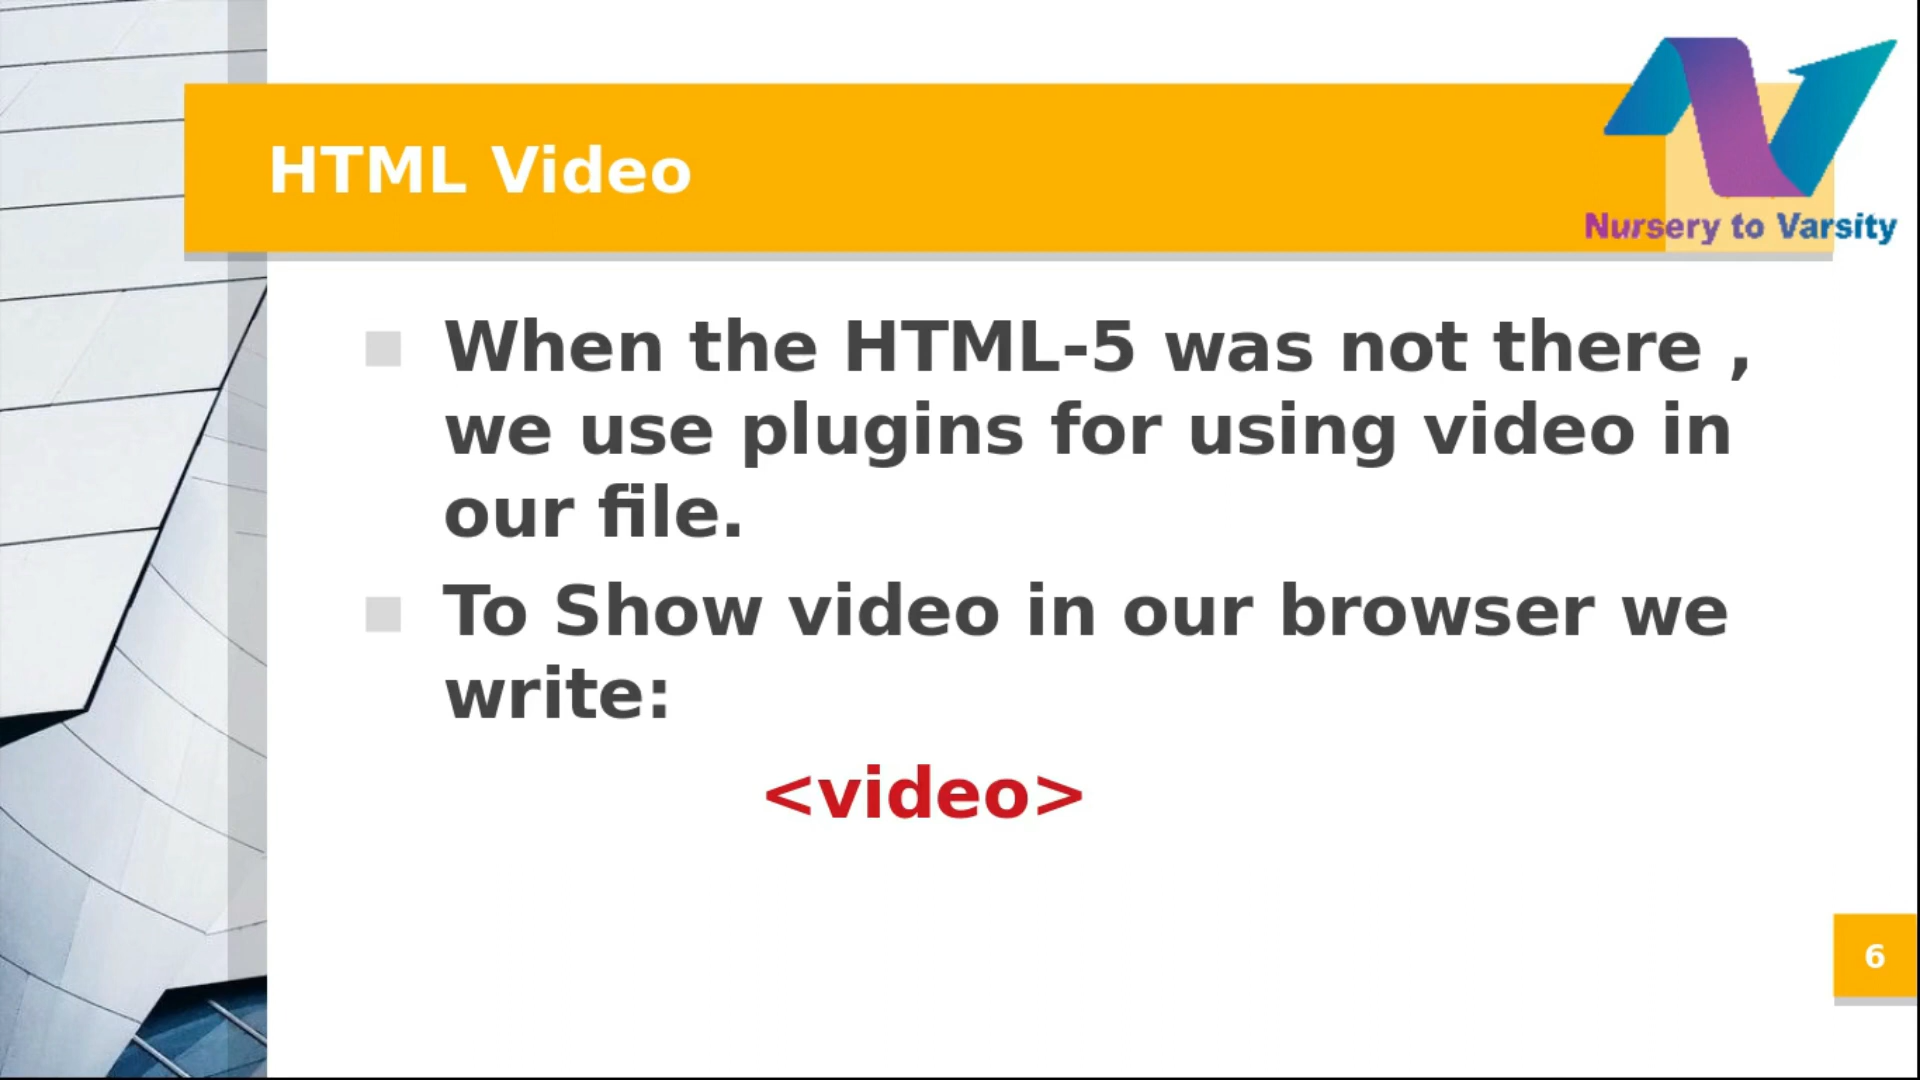 HTML Video
Nursery to Varsity
When the HTML-5 was not there ,
we use plugins for using video in
our file.
To Show video in our browser we
write:
<video>
6